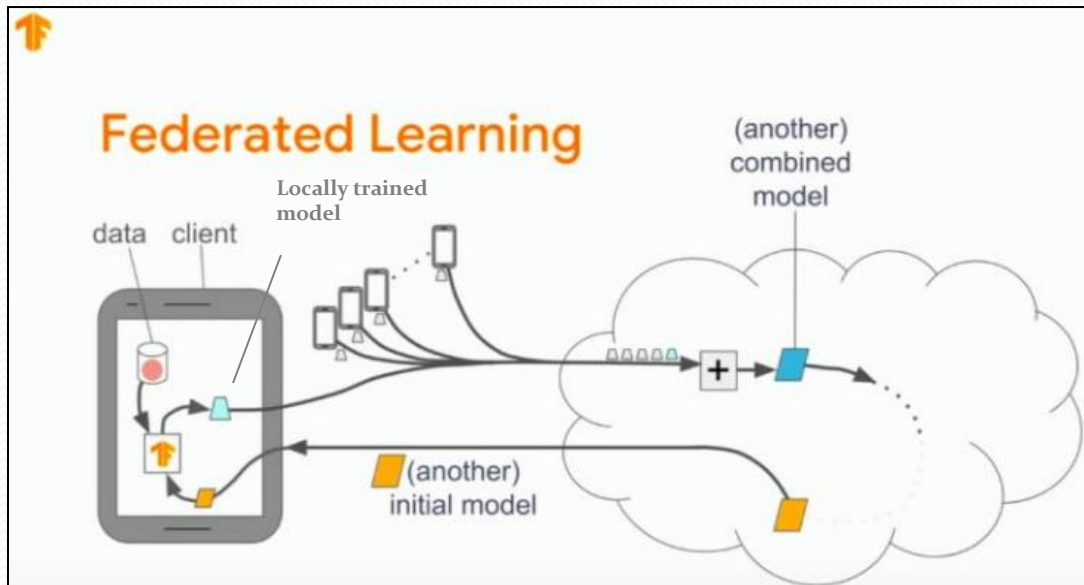 Federated Learning
(another)
combined
model
Locally trained
model
data
client
+
(another)
initial model